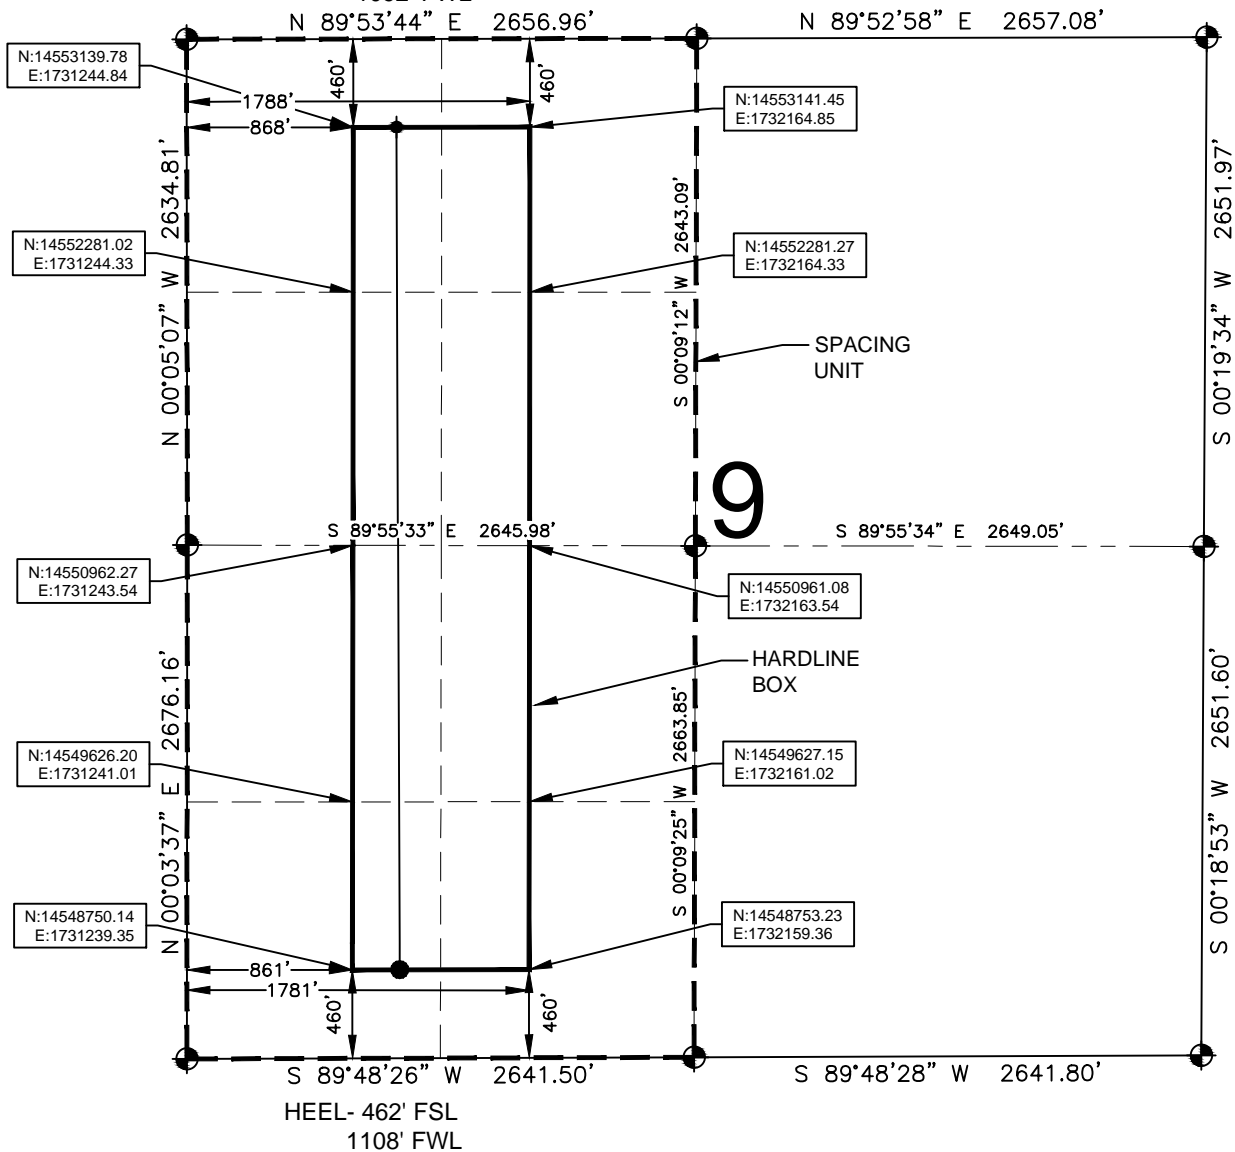 N 89°53'44" E 2656.96'
N 89°52'58" E 2657.08'
N:14553139.78
E:1731244.84
460'
460'
1788'
868'
N:14553141.45
E:1732164.85
N 00°05'07" W 2634.81'
S 00°09'12" W 2643.09'
S 00°19'34" W 2651.97'
N:14552281.02
E:1731244.33
N:14552281.27
E:1732164.33
SPACING
UNIT
9
S 89°55'33" E 2645.98'
S 89°55'34" E 2649.05'
N:14550962.27
E:1731243.54
N:14550961.08
E:1732163.54
HARDLINE
BOX
N 00°03'37" E 2676.16'
S 00°09'25" W 2663.85'
S 00°18'53" W 2651.60'
N:14549626.20
E:1731241.01
N:14549627.15
E:1732161.02
N:14548750.14
E:1731239.35
N:14548753.23
E:1732159.36
861'
1781'
460'
460'
S 89°48'26" W 2641.50'
S 89°48'28" W 2641.80'
HEEL- 462' FSL
1108' FWL